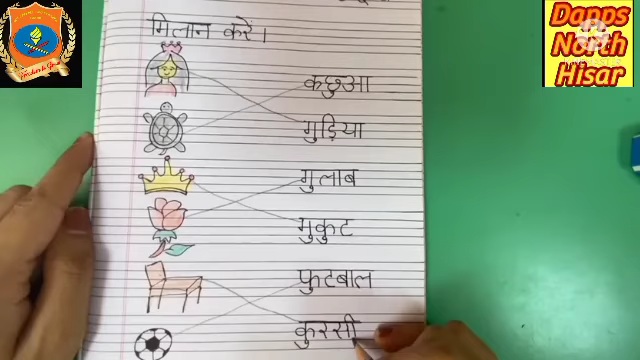 मिलान करें।
कछुआ
गुड़िया
गुलाब
मुकुट
फुटबाल
कुरसी
Dapps
North
Hisar